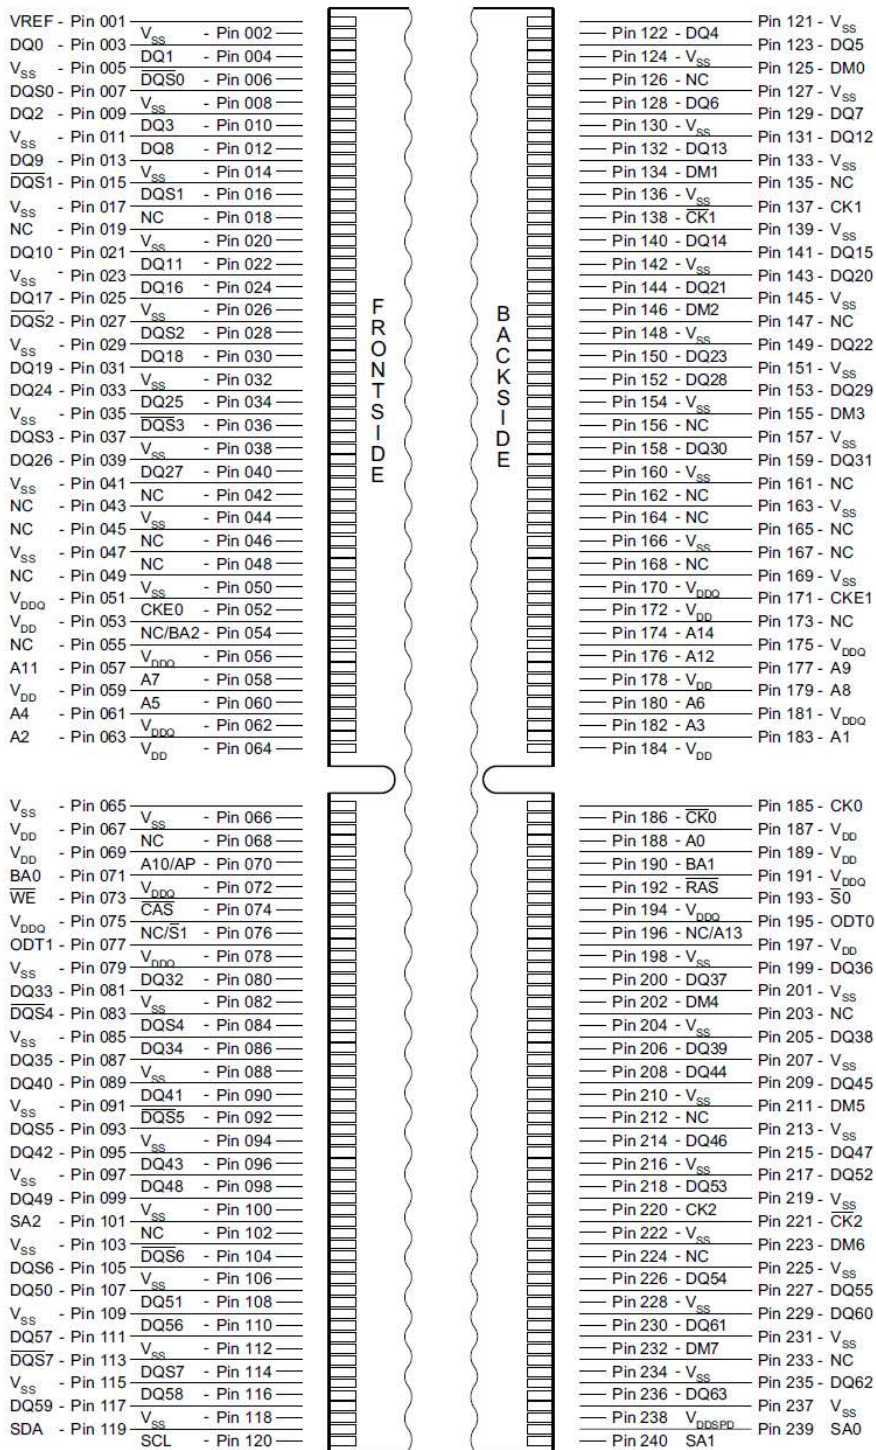 VREF - Pin 001
VSS - Pin 002
DQ0 - Pin 003
DQ1 - Pin 004
VSS - Pin 005
DQS0 - Pin 006
DQS0 - Pin 007
VSS - Pin 008
DQ2 - Pin 009
DQ3 - Pin 010
VSS - Pin 011
DQ8 - Pin 012
DQ9 - Pin 013
VSS - Pin 014
DQS1 - Pin 015
DQS1 - Pin 016
VSS - Pin 017
NC - Pin 018
NC - Pin 019
VSS - Pin 020
DQ10 - Pin 021
DQ11 - Pin 022
VSS - Pin 023
DQ16 - Pin 024
DQ17 - Pin 025
VSS - Pin 026
DQS2 - Pin 027
DQS2 - Pin 028
VSS - Pin 029
DQ18 - Pin 030
DQ19 - Pin 031
VSS - Pin 032
DQ24 - Pin 033
DQ25 - Pin 034
VSS - Pin 035
DQS3 - Pin 036
DQS3 - Pin 037
VSS - Pin 038
DQ26 - Pin 039
DQ27 - Pin 040
VSS - Pin 041
NC - Pin 042
NC - Pin 043
VSS - Pin 044
NC - Pin 045
NC - Pin 046
VSS - Pin 047
NC - Pin 048
NC - Pin 049
VSS - Pin 050
VDDQ - Pin 051
CKE0 - Pin 052
VDD - Pin 053
NC/BA2 - Pin 054
NC - Pin 055
VDDQ - Pin 056
A11 - Pin 057
A7 - Pin 058
VDD - Pin 059
A5 - Pin 060
A4 - Pin 061
VDDQ - Pin 062
A2 - Pin 063
VDD - Pin 064
VSS - Pin 065
VSS - Pin 066
VDD - Pin 067
NC - Pin 068
VDD - Pin 069
A10/AP - Pin 070
BA0 - Pin 071
VDDQ - Pin 072
WE - Pin 073
CAS - Pin 074
VDDQ - Pin 075
NC/S1 - Pin 076
ODT1 - Pin 077
VDDQ - Pin 078
VSS - Pin 079
DQ32 - Pin 080
DQ33 - Pin 081
VSS - Pin 082
DQS4 - Pin 083
DQS4 - Pin 084
VSS - Pin 085
DQ34 - Pin 086
DQ35 - Pin 087
VSS - Pin 088
DQ40 - Pin 089
DQ41 - Pin 090
VSS - Pin 091
DQS5 - Pin 092
DQS5 - Pin 093
VSS - Pin 094
DQ42 - Pin 095
DQ43 - Pin 096
VSS - Pin 097
DQ48 - Pin 098
DQ49 - Pin 099
VSS - Pin 100
SA2 - Pin 101
NC - Pin 102
VSS - Pin 103
DQS6 - Pin 104
DQS6 - Pin 105
VSS - Pin 106
DQ50 - Pin 107
DQ51 - Pin 108
VSS - Pin 109
DQ56 - Pin 110
DQ57 - Pin 111
VSS - Pin 112
DQS7 - Pin 113
DQS7 - Pin 114
VSS - Pin 115
DQ58 - Pin 116
DQ59 - Pin 117
VSS - Pin 118
SDA - Pin 119
SCL - Pin 120
FRONTSIDE
BACKSIDE
Pin 121 - VSS
Pin 122 - DQ4
Pin 123 - DQ5
Pin 124 - VSS
Pin 125 - DM0
Pin 126 - NC
Pin 127 - VSS
Pin 128 - DQ6
Pin 129 - DQ7
Pin 130 - VSS
Pin 131 - DQ12
Pin 132 - DQ13
Pin 133 - VSS
Pin 134 - DM1
Pin 135 - NC
Pin 136 - VSS
Pin 137 - CK1
Pin 138 - CK1
Pin 139 - VSS
Pin 140 - DQ14
Pin 141 - DQ15
Pin 142 - VSS
Pin 143 - DQ20
Pin 144 - DQ21
Pin 145 - VSS
Pin 146 - DM2
Pin 147 - NC
Pin 148 - VSS
Pin 149 - DQ22
Pin 150 - DQ23
Pin 151 - VSS
Pin 152 - DQ28
Pin 153 - DQ29
Pin 154 - VSS
Pin 155 - DM3
Pin 156 - NC
Pin 157 - VSS
Pin 158 - DQ30
Pin 159 - DQ31
Pin 160 - VSS
Pin 161 - NC
Pin 162 - NC
Pin 163 - VSS
Pin 164 - NC
Pin 165 - NC
Pin 166 - VSS
Pin 167 - NC
Pin 168 - NC
Pin 169 - VSS
Pin 170 - VDDQ
Pin 171 - CKE1
Pin 172 - VDD
Pin 173 - NC
Pin 174 - A14
Pin 175 - VDDQ
Pin 176 - A12
Pin 177 - A9
Pin 178 - VDD
Pin 179 - A8
Pin 180 - A6
Pin 181 - VDDQ
Pin 182 - A3
Pin 183 - A1
Pin 184 - VDD
Pin 185 - CK0
Pin 186 - CK0
Pin 187 - VDD
Pin 188 - A0
Pin 189 - VDD
Pin 190 - BA1
Pin 191 - VDDQ
Pin 192 - RAS
Pin 193 - S0
Pin 194 - VDDQ
Pin 195 - ODT0
Pin 196 - NC/A13
Pin 197 - VDD
Pin 198 - VSS
Pin 199 - DQ36
Pin 200 - DQ37
Pin 201 - VSS
Pin 202 - DM4
Pin 203 - NC
Pin 204 - VSS
Pin 205 - DQ38
Pin 206 - DQ39
Pin 207 - VSS
Pin 208 - DQ44
Pin 209 - DQ45
Pin 210 - VSS
Pin 211 - DM5
Pin 212 - NC
Pin 213 - VSS
Pin 214 - DQ46
Pin 215 - DQ47
Pin 216 - VSS
Pin 217 - DQ52
Pin 218 - DQ53
Pin 219 - VSS
Pin 220 - CK2
Pin 221 - CK2
Pin 222 - VSS
Pin 223 - DM6
Pin 224 - NC
Pin 225 - VSS
Pin 226 - DQ54
Pin 227 - DQ55
Pin 228 - VSS
Pin 229 - DQ60
Pin 230 - DQ61
Pin 231 - VSS
Pin 232 - DM7
Pin 233 - NC
Pin 234 - VSS
Pin 235 - DQ62
Pin 236 - DQ63
Pin 237 VSS
Pin 238 VDDSPD
Pin 239 SA0
Pin 240 SA1